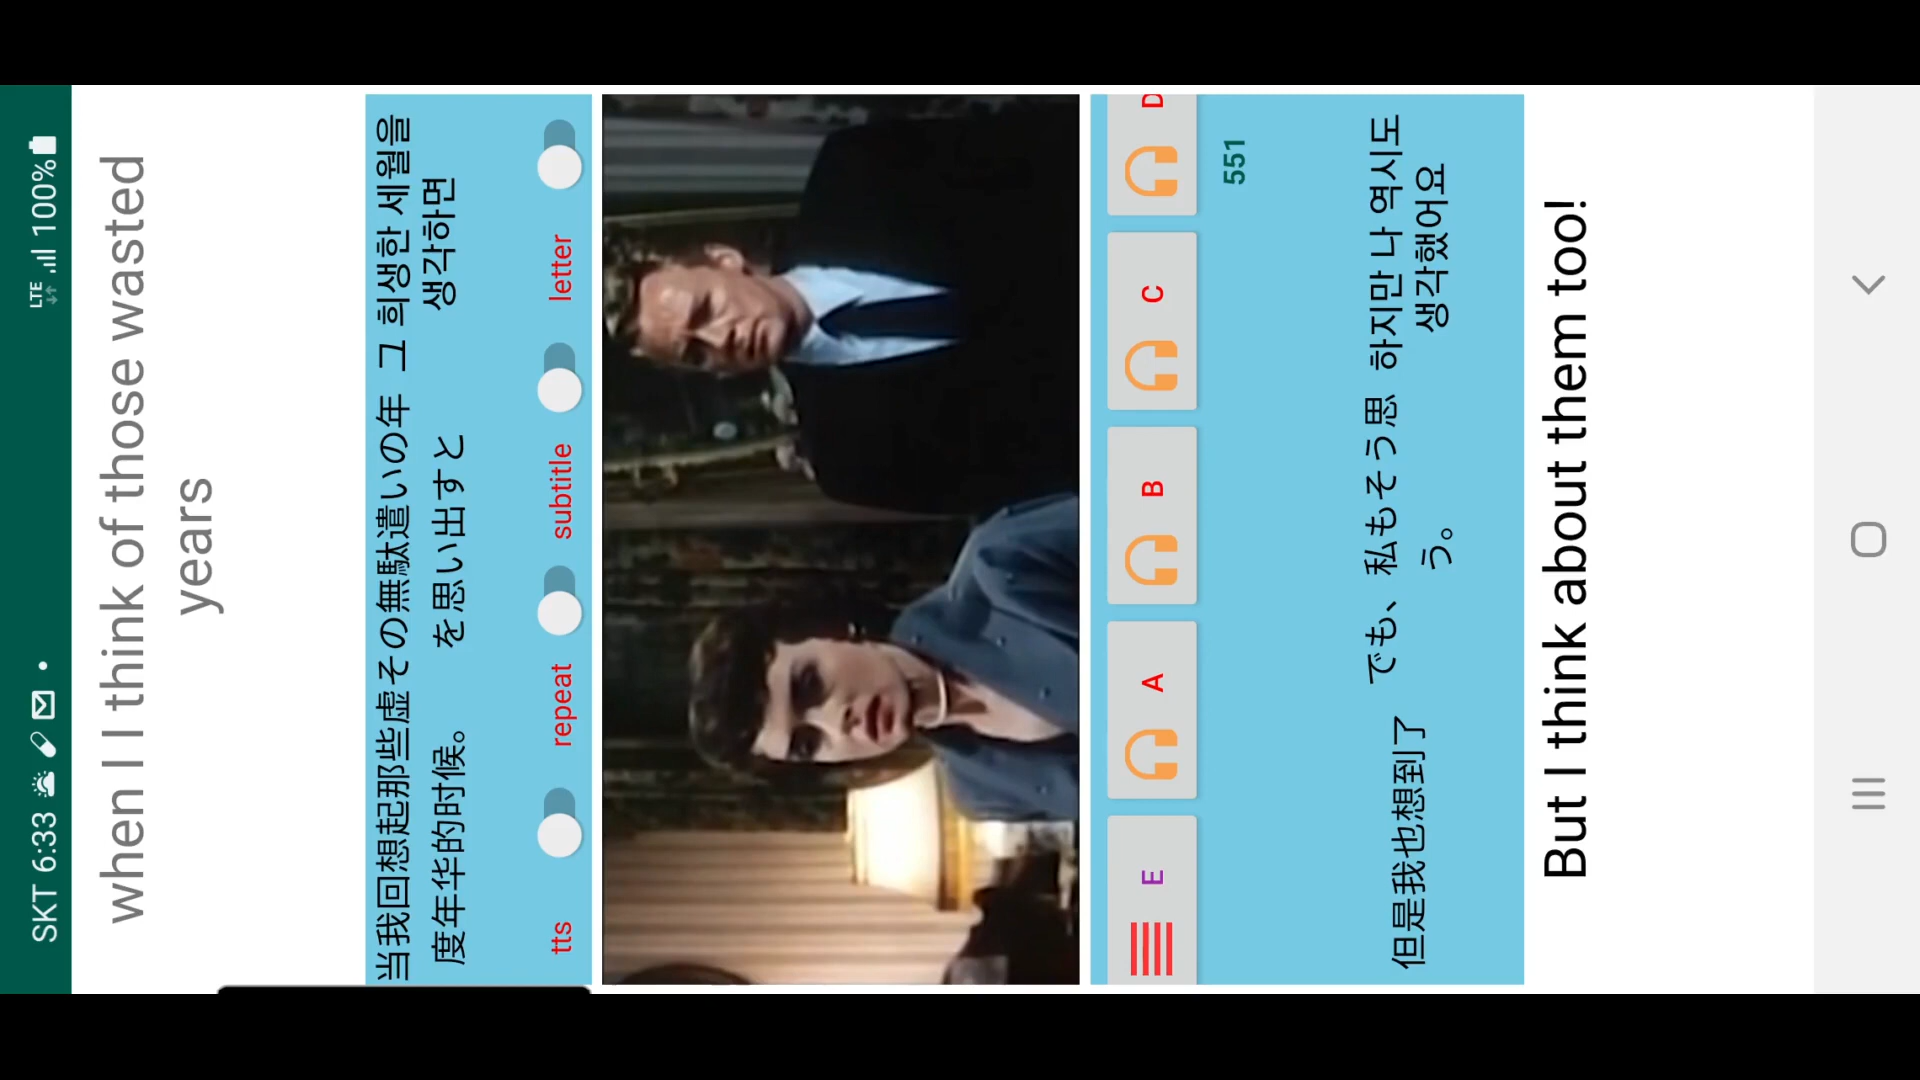 SKT 6:33
LTE
100%
when I I think of those wasted
years
当我回想起那些虚
度年华的时候。
その無駄遣いの年
を思い出すと
그 희생한 세월을
생각하면
tts
repeat
subtitle
letter
E
A
B
C
D
551
但是我也想到了
でも、私もそう思
う。
하지만 나 역시도
생각했어요
But I think about them too!